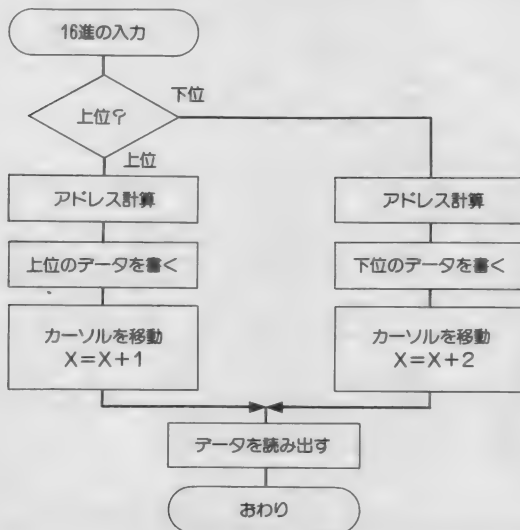 16進の入力
上位?
下位
上位
アドレス計算
アドレス計算
上位のデータを書く
下位のデータを書く
カーソルを移動
X=X+1
カーソルを移動
X=X+2
データを読み出す
おわり